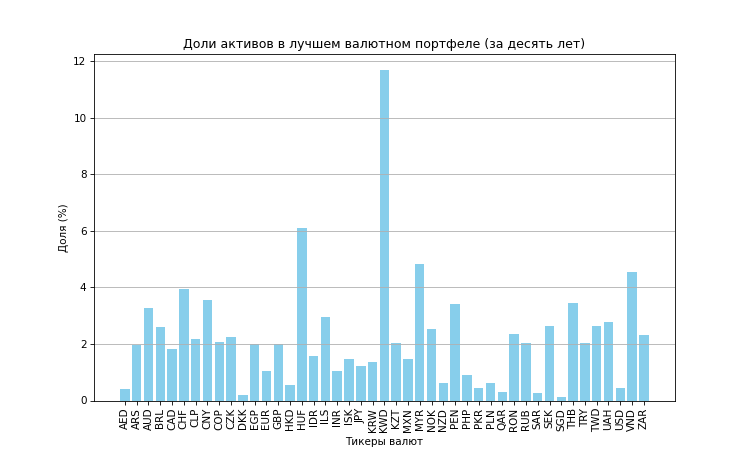 Доли активов в лучшем валютном портфеле (за десять лет)
Доля (%)
12
10
8
6
4
2
0
AED ARS AUD BRL CAD CHF CLP CNY COP CZK DKK EGP EUR GBP HKD HUF IDR ILS INR ISK JPY KRW KWD KZT MXN MYR NOK NZD PEN PHP PKR PLN QAR RON RUB SAR SEK SGD THB TRY TWD UAH USD VND ZAR
Тикеры валют